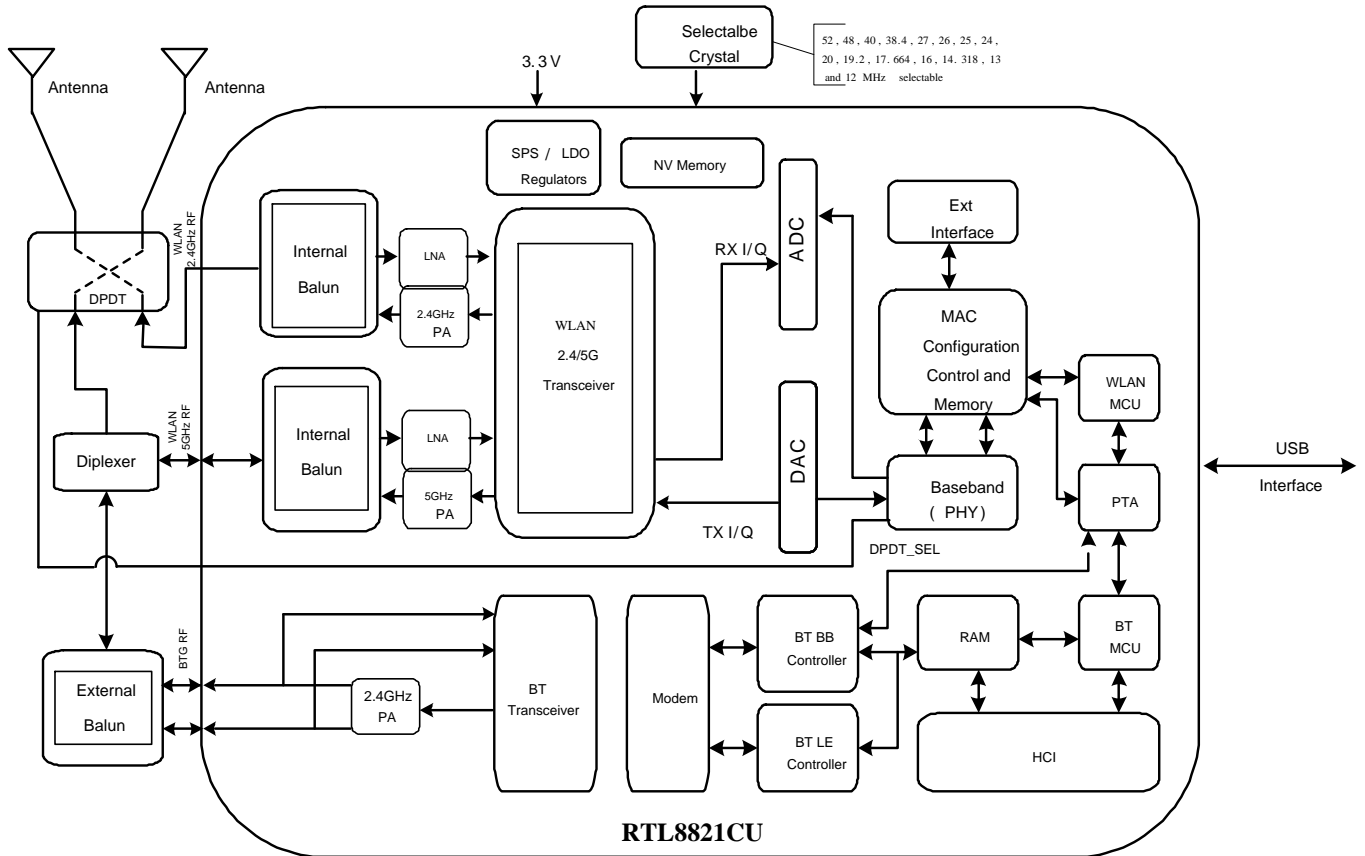 Selectalbe
Crystal
52 , 48 , 40 , 38.4 , 27 , 26 , 25 , 24 ,
20 , 19.2 , 17. 664 , 16 , 14. 318 , 13
and 12 MHz selectable
3. 3 V
Antenna
Antenna
SPS / LDO
Regulators
NV Memory
ADC
Ext
Interface
WLAN
2.4GHz RF
Internal
Balun
LNA
2.4GHz
PA
DPDT
WLAN
2.4/5G
Transceiver
RX I/Q
MAC
Configuration
Control and
Memory
WLAN
MCU
WLAN
5GHz RF
Diplexer
Internal
Balun
LNA
5GHz
PA
DAC
TX I/Q
Baseband
( PHY)
PTA
USB
Interface
DPDT_SEL
BTG RF
External
Balun
2.4GHz
PA
BT
Transceiver
Modem
BT BB
Controller
BT LE
Controller
RAM
BT
MCU
HCI
RTL8821CU